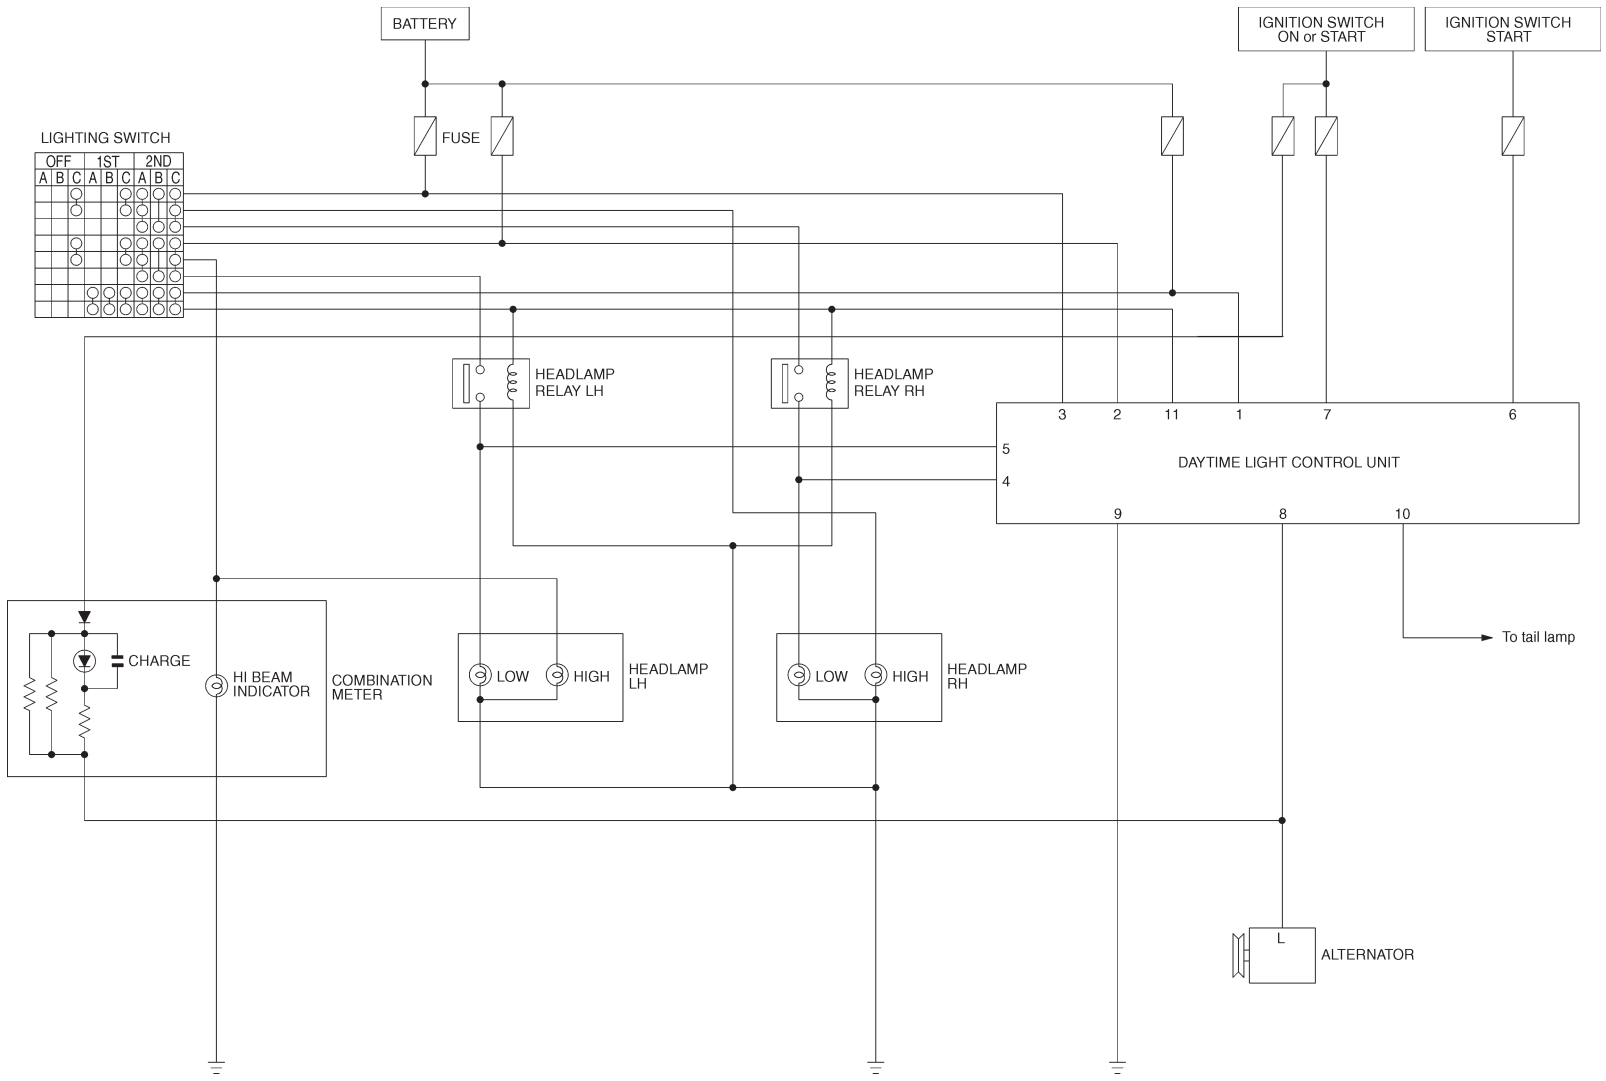 BATTERY
IGNITION SWITCH
ON or START
IGNITION SWITCH
START
FUSE
LIGHTING SWITCH
OFF 1ST 2ND
A B C A B C A B C
HEADLAMP
RELAY LH
HEADLAMP
RELAY RH
3 2 11 1 7 6
5
DAYTIME LIGHT CONTROL UNIT
4
9 8 10
To tail lamp
CHARGE
HI BEAM
INDICATOR
COMBINATION
METER
LOW
HIGH
HEADLAMP
LH
LOW
HIGH
HEADLAMP
RH
L
ALTERNATOR